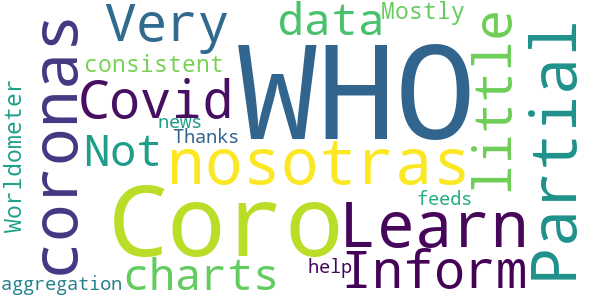 Very
data
Mostly
coronas
WHO
little
Partial
consistent
Covid
Worldometer
news
Thanks
Not
nosotras
Coro
feeds
Learn
Inform
help
charts
aggregation